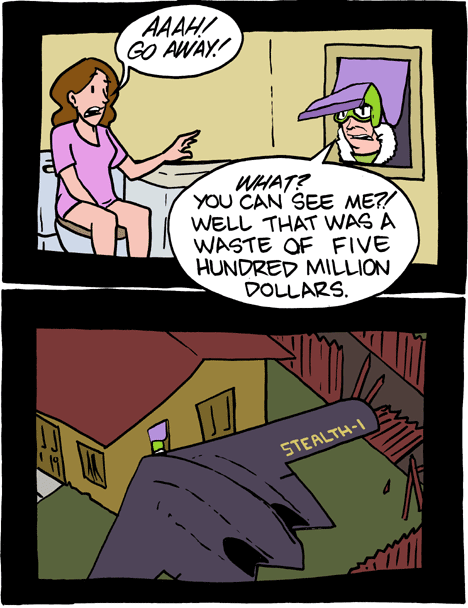 AAAH!
GO AWAY!
WHAT?
YOU CAN SEE ME?!
WELL THAT WAS A
WASTE OF FIVE
HUNDRED MILLION
DOLLARS.
STEALTH-1